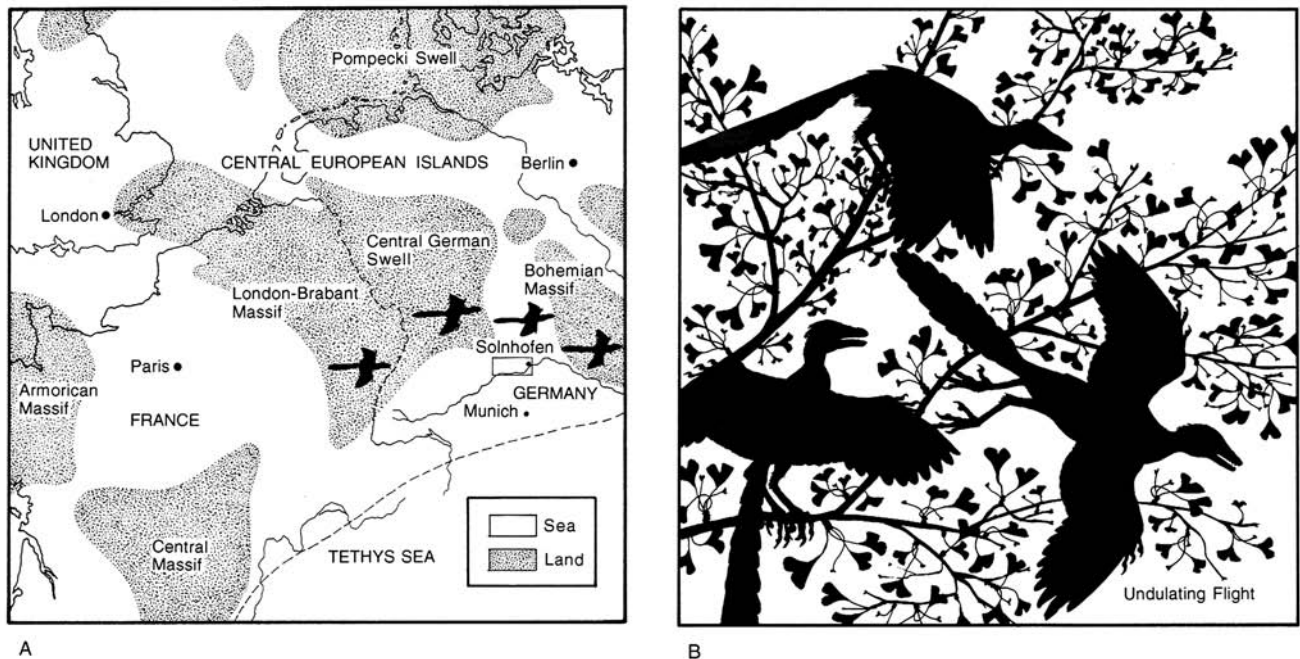 Pompecki Swell
UNITED
KINGDOM
CENTRAL EUROPEAN ISLANDS
Berlin
London
Central German
Swell
Bohemian
Massif
London-Brabant
Massif
Solnhofen
Paris
Armorican
Massif
GERMANY
Munich
FRANCE
Sea
Land
Central
Massif
TETHYS SEA
A
Undulating Flight
B